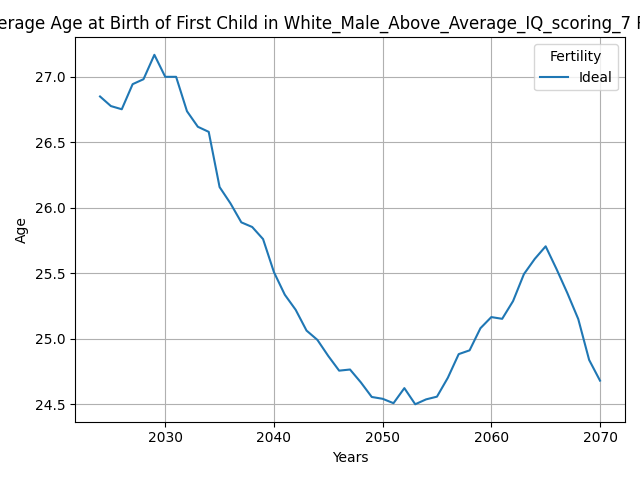 Average Age at Birth of First Child in White_Male_Above_Average_IQ_scoring_7
Fertility
Ideal
27.0
26.5
26.0
25.5
25.0
24.5
Age
2030 2040 2050 2060 2070
Years